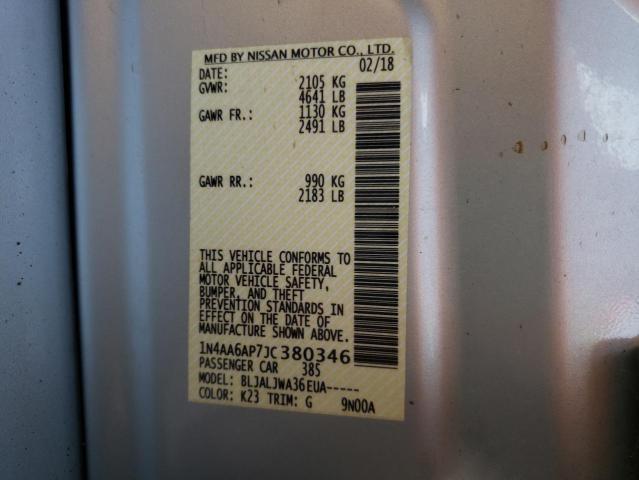 MFD BY NISSAN MOTOR CO., LTD.
DATE: 02/18
GVWR: 2105 KG
4641 LB
GAWR FR.: 1130 KG
2491 LB
GAWR RR.: 990 KG
2183 LB
THIS VEHICLE CONFORMS TO
ALL APPLICABLE FEDERAL
MOTOR VEHICLE SAFETY,
BUMPER, AND THEFT
PREVENTION STANDARDS IN
EFFECT ON THE DATE OF
MANUFACTURE SHOWN ABOVE.
1N4AA6AP7JC380346
PASSENGER CAR 385
MODEL: BLJALJWA36EUA-----
COLOR: K23 TRIM: G 9N00A